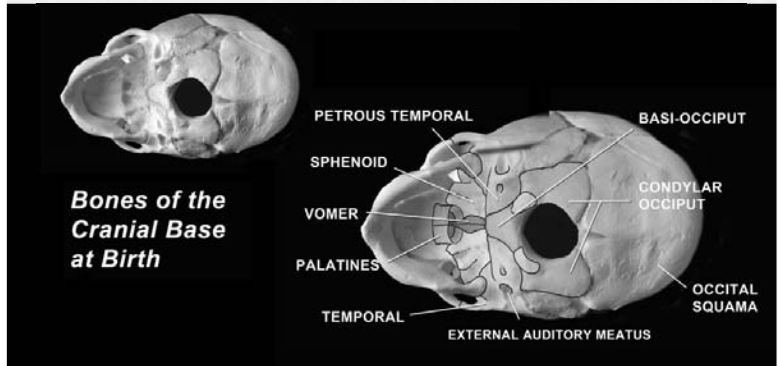 Bones of the
Cranial Base
at Birth
PETROUS TEMPORAL
BASI-OCCIPUT
SPHENOID
CONDYLAR
OCCIPUT
VOMER
PALATINES
OCCITAL
SQUAMA
TEMPORAL
EXTERNAL AUDITORY MEATUS